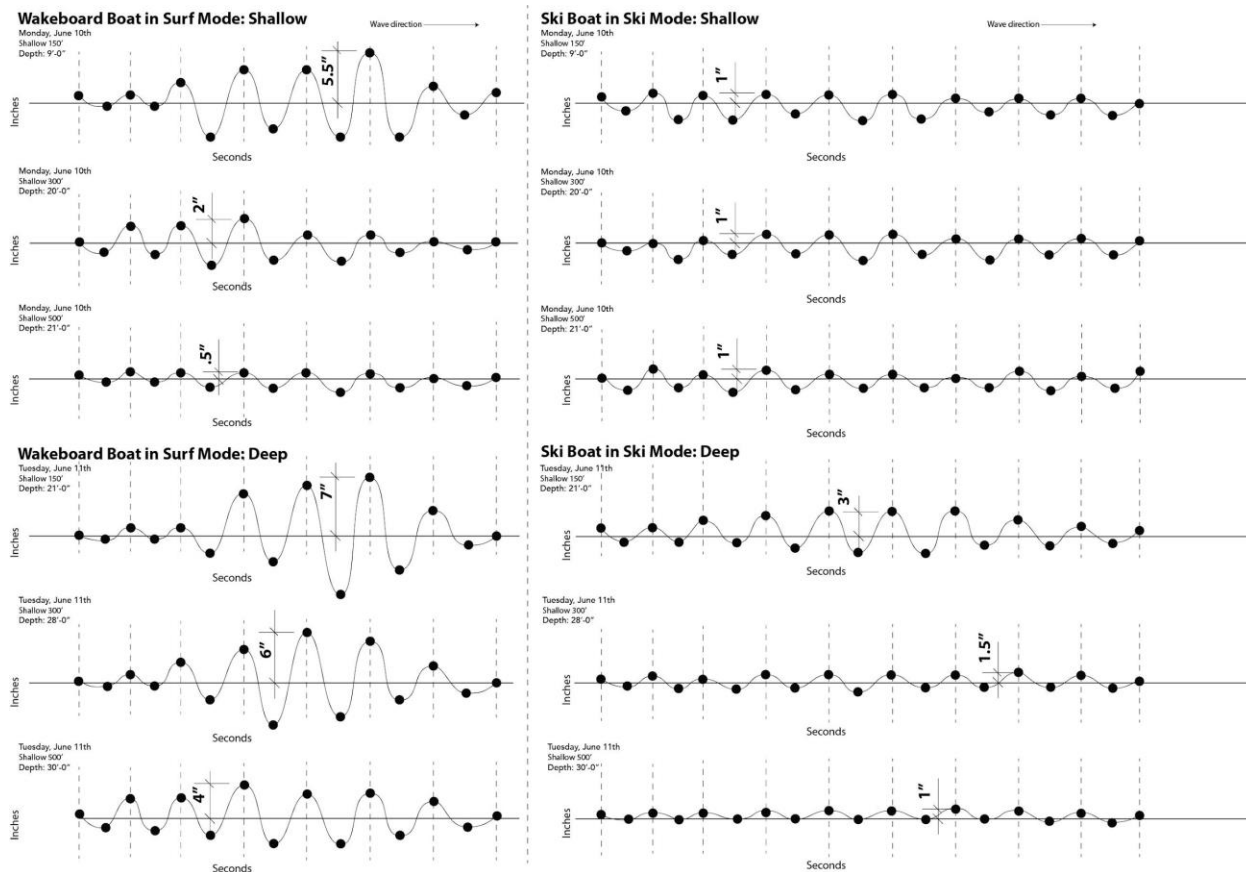 Wakeboard Boat in Surf Mode: Shallow
Wave direction
Monday, June 10th
Shallow 150'
Depth: 9'-0"
5.5"
Inches
Seconds
Monday, June 10th
Shallow 300'
Depth: 20'-0"
2"
Inches
Seconds
Monday, June 10th
Shallow 500'
Depth: 21'-0"
.5"
Inches
Seconds
Wakeboard Boat in Surf Mode: Deep
Tuesday, June 11th
Shallow 150'
Depth: 21'-0"
7"
Inches
Seconds
Tuesday, June 11th
Shallow 300'
Depth: 28'-0"
6"
Inches
Seconds
Tuesday, June 11th
Shallow 500'
Depth: 30'-0"
4"
Inches
Seconds
Ski Boat in Ski Mode: Shallow
Wave direction
Monday, June 10th
Shallow 150'
Depth: 9'-0"
1"
Inches
Seconds
Monday, June 10th
Shallow 300'
Depth: 20'-0"
1"
Inches
Seconds
Monday, June 10th
Shallow 500'
Depth: 21'-0"
1"
Inches
Seconds
Ski Boat in Ski Mode: Deep
Tuesday, June 11th
Shallow 150'
Depth: 21'-0"
3"
Inches
Seconds
Tuesday, June 11th
Shallow 300'
Depth: 28'-0"
1.5"
Inches
Seconds
Tuesday, June 11th
Shallow 500'
Depth: 30'-0"
1"
Inches
Seconds